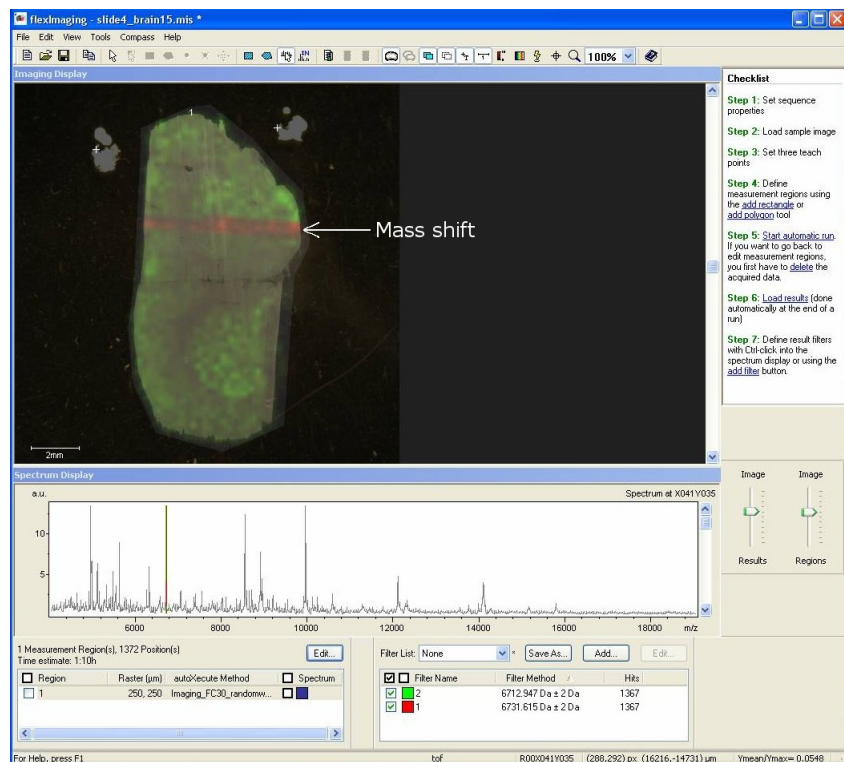 flexImaging - slide4_brain15.mis *
File Edit View Tools Compass Help
100%
Imaging Display
1
Mass shift
2mm
Checklist
Step 1: Set sequence
properties
Step 2: Load sample image
Step 3: Set three teach
points
Step 4: Define
measurement regions using
the add rectangle or
add polygon tool
Step 5: Start automatic run.
If you want to go back to
edit measurement regions,
you first have to delete the
acquired data.
Step 6: Load results (done
automatically at the end of a
run)
Step 7: Define result filters
with Ctrl-click into the
spectrum display or using the
add filter button.
Spectrum Display
a.u.
Spectrum at X041Y035
10
5
6000 8000 10000 12000 14000 16000 18000 m/z
Image Image
Results Regions
1 Measurement Region(s), 1372 Position(s)
Time estimate: 1:10h
Edit...
Region Raster (µm) autoXecute Method Spectrum
1 250, 250 Imaging_FC30_randomw...
Filter List: None * Save As... Add... Edit...
Filter Name Filter Method Hits
2 6712.947 Da ± 2 Da 1367
1 6731.615 Da ± 2 Da 1367
For Help, press F1 tof R00X041Y035 (288,292) px (16216,-14731) µm Ymean/Ymax= 0.0548